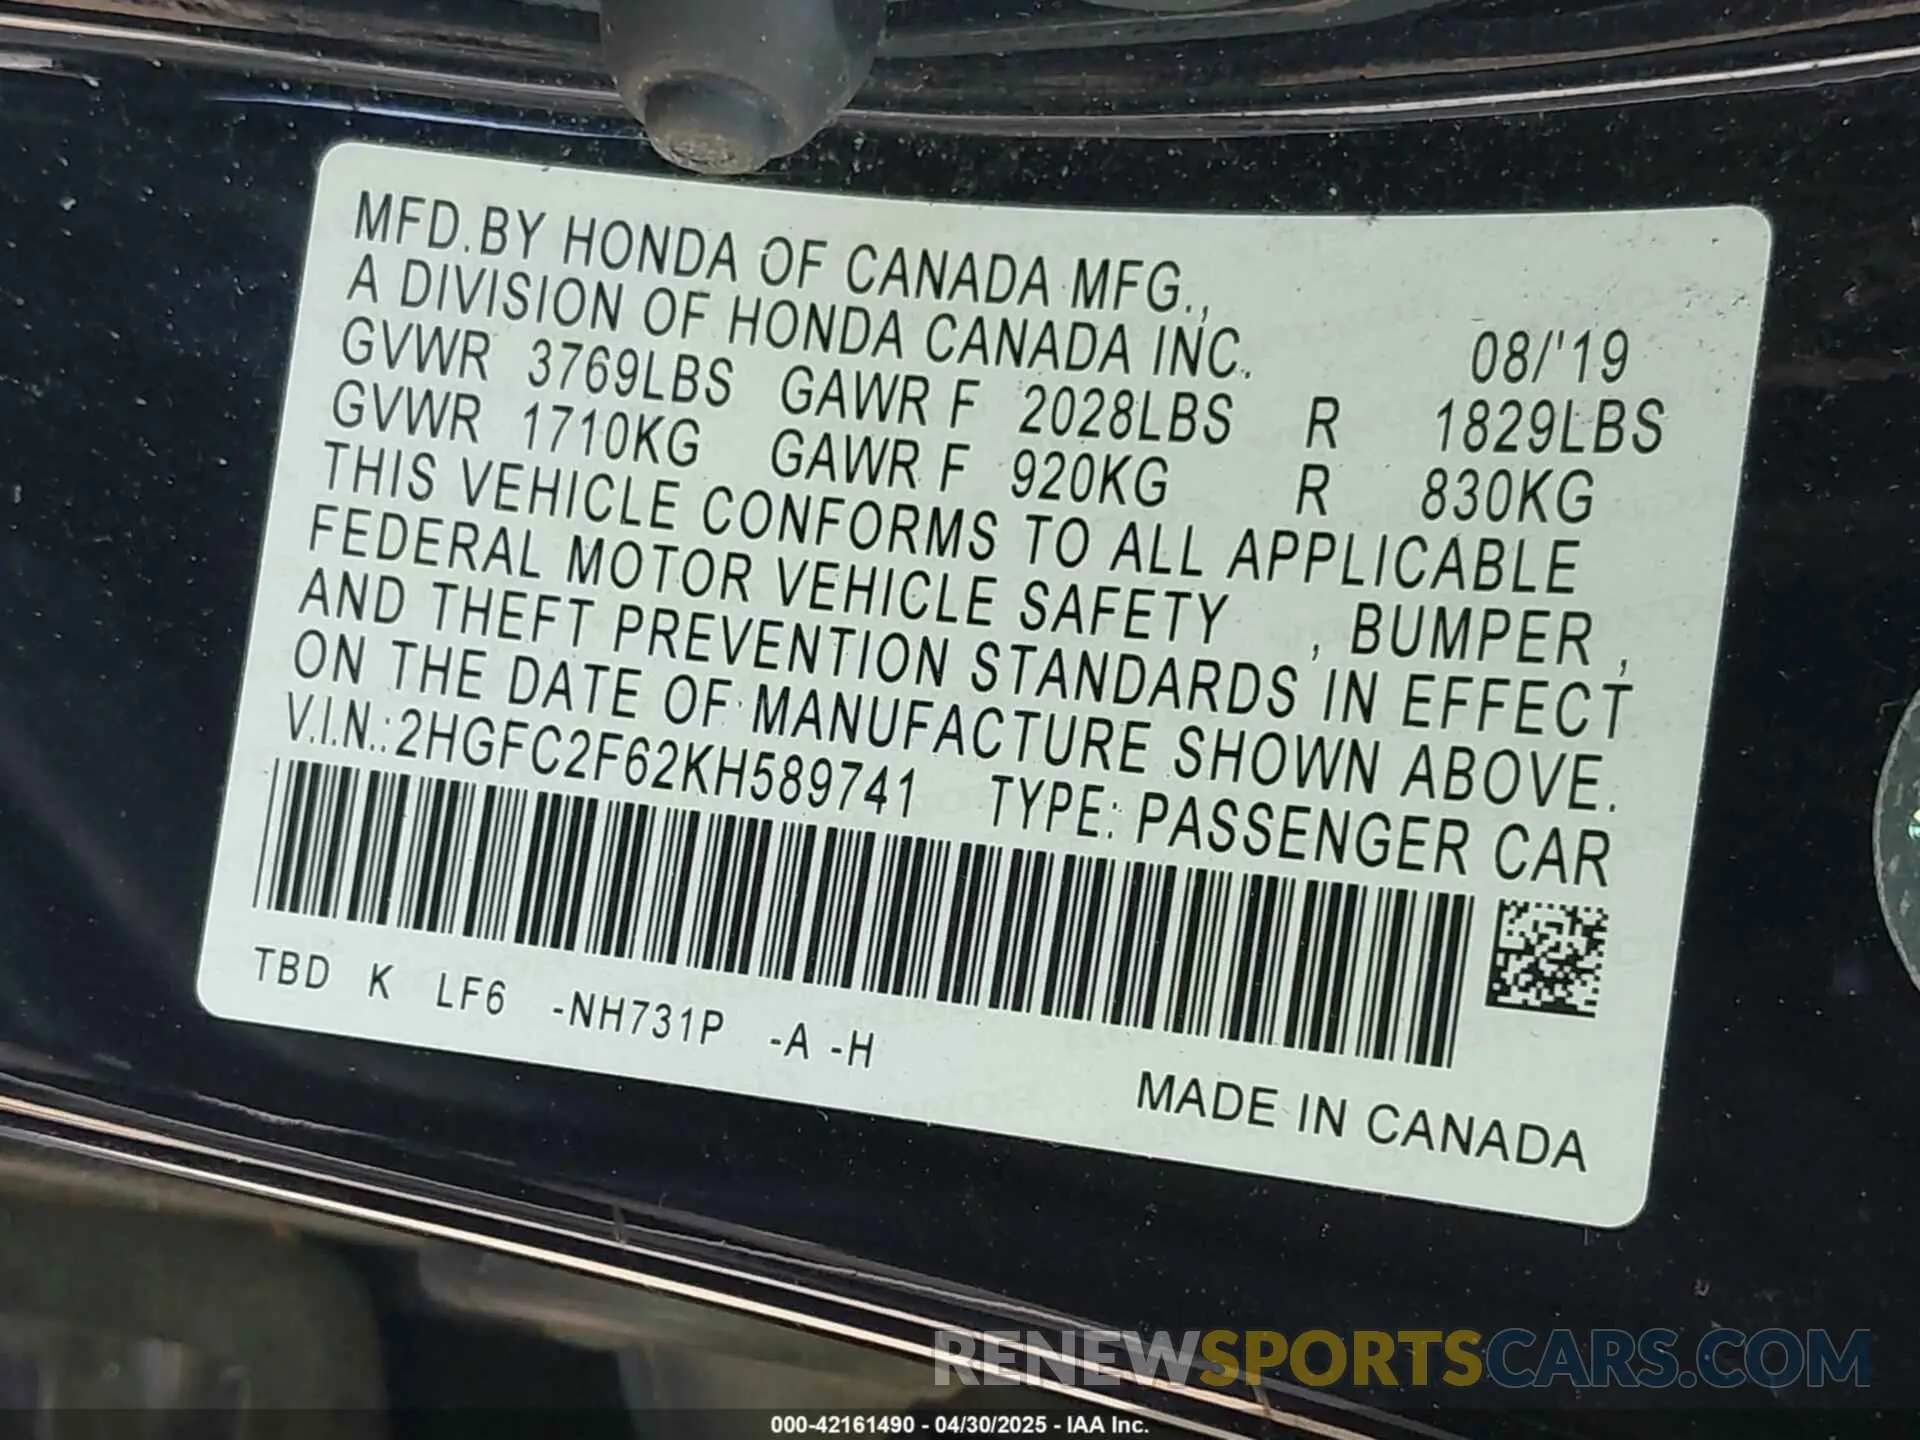 MFD.BY HONDA OF CANADA MFG.,
A DIVISION OF HONDA CANADA INC. 08/'19
GVWR 3769LBS GAWR F 2028LBS R 1829LBS
GVWR 1710KG GAWR F 920KG R 830KG
THIS VEHICLE CONFORMS TO ALL APPLICABLE
FEDERAL MOTOR VEHICLE SAFETY , BUMPER ,
AND THEFT PREVENTION STANDARDS IN EFFECT
ON THE DATE OF MANUFACTURE SHOWN ABOVE.
V.I.N.:2HGFC2F62KH589741 TYPE: PASSENGER CAR
TBD K LF6 -NH731P -A -H
MADE IN CANADA
RENEWSPORTSCARS.COM
000-42161490 - 04/30/2025 - IAA Inc.